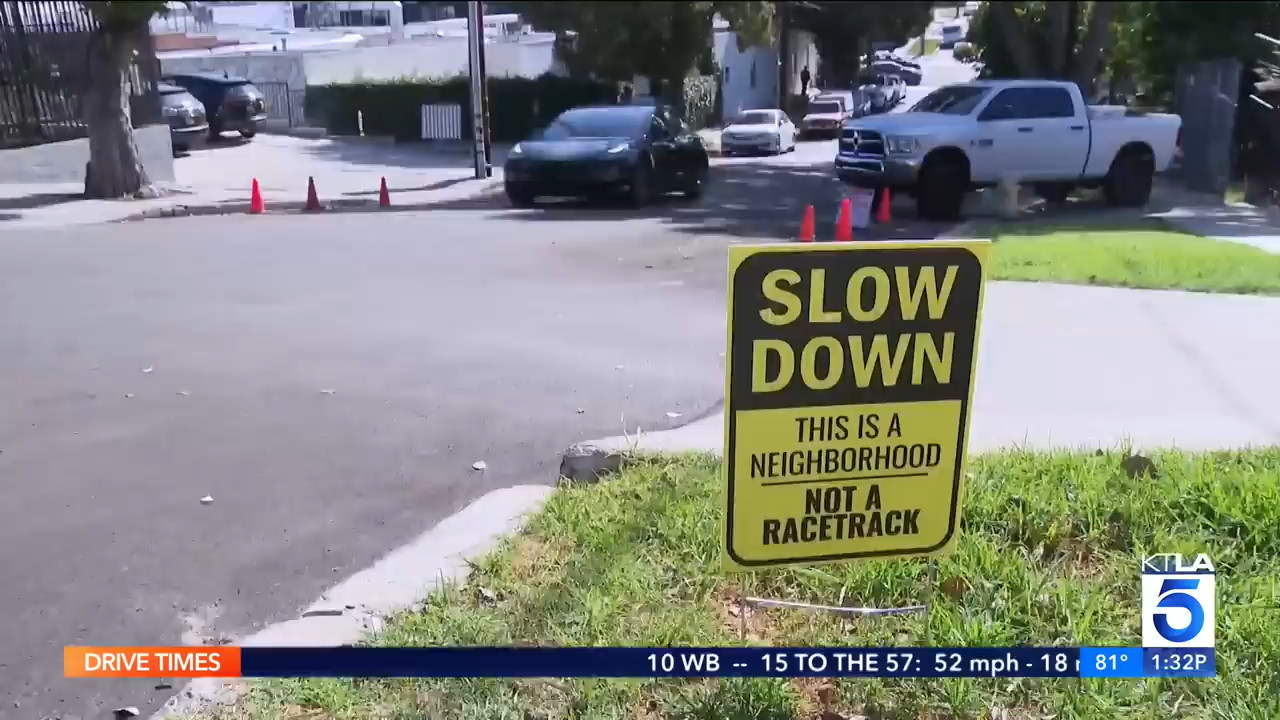 SLOW
DOWN
THIS IS A
NEIGHBORHOOD
NOT A
RACETRACK
KTLA
5
DRIVE TIMES
10 WB -- 15 TO THE 57: 52 mph - 18
81° 1:32P